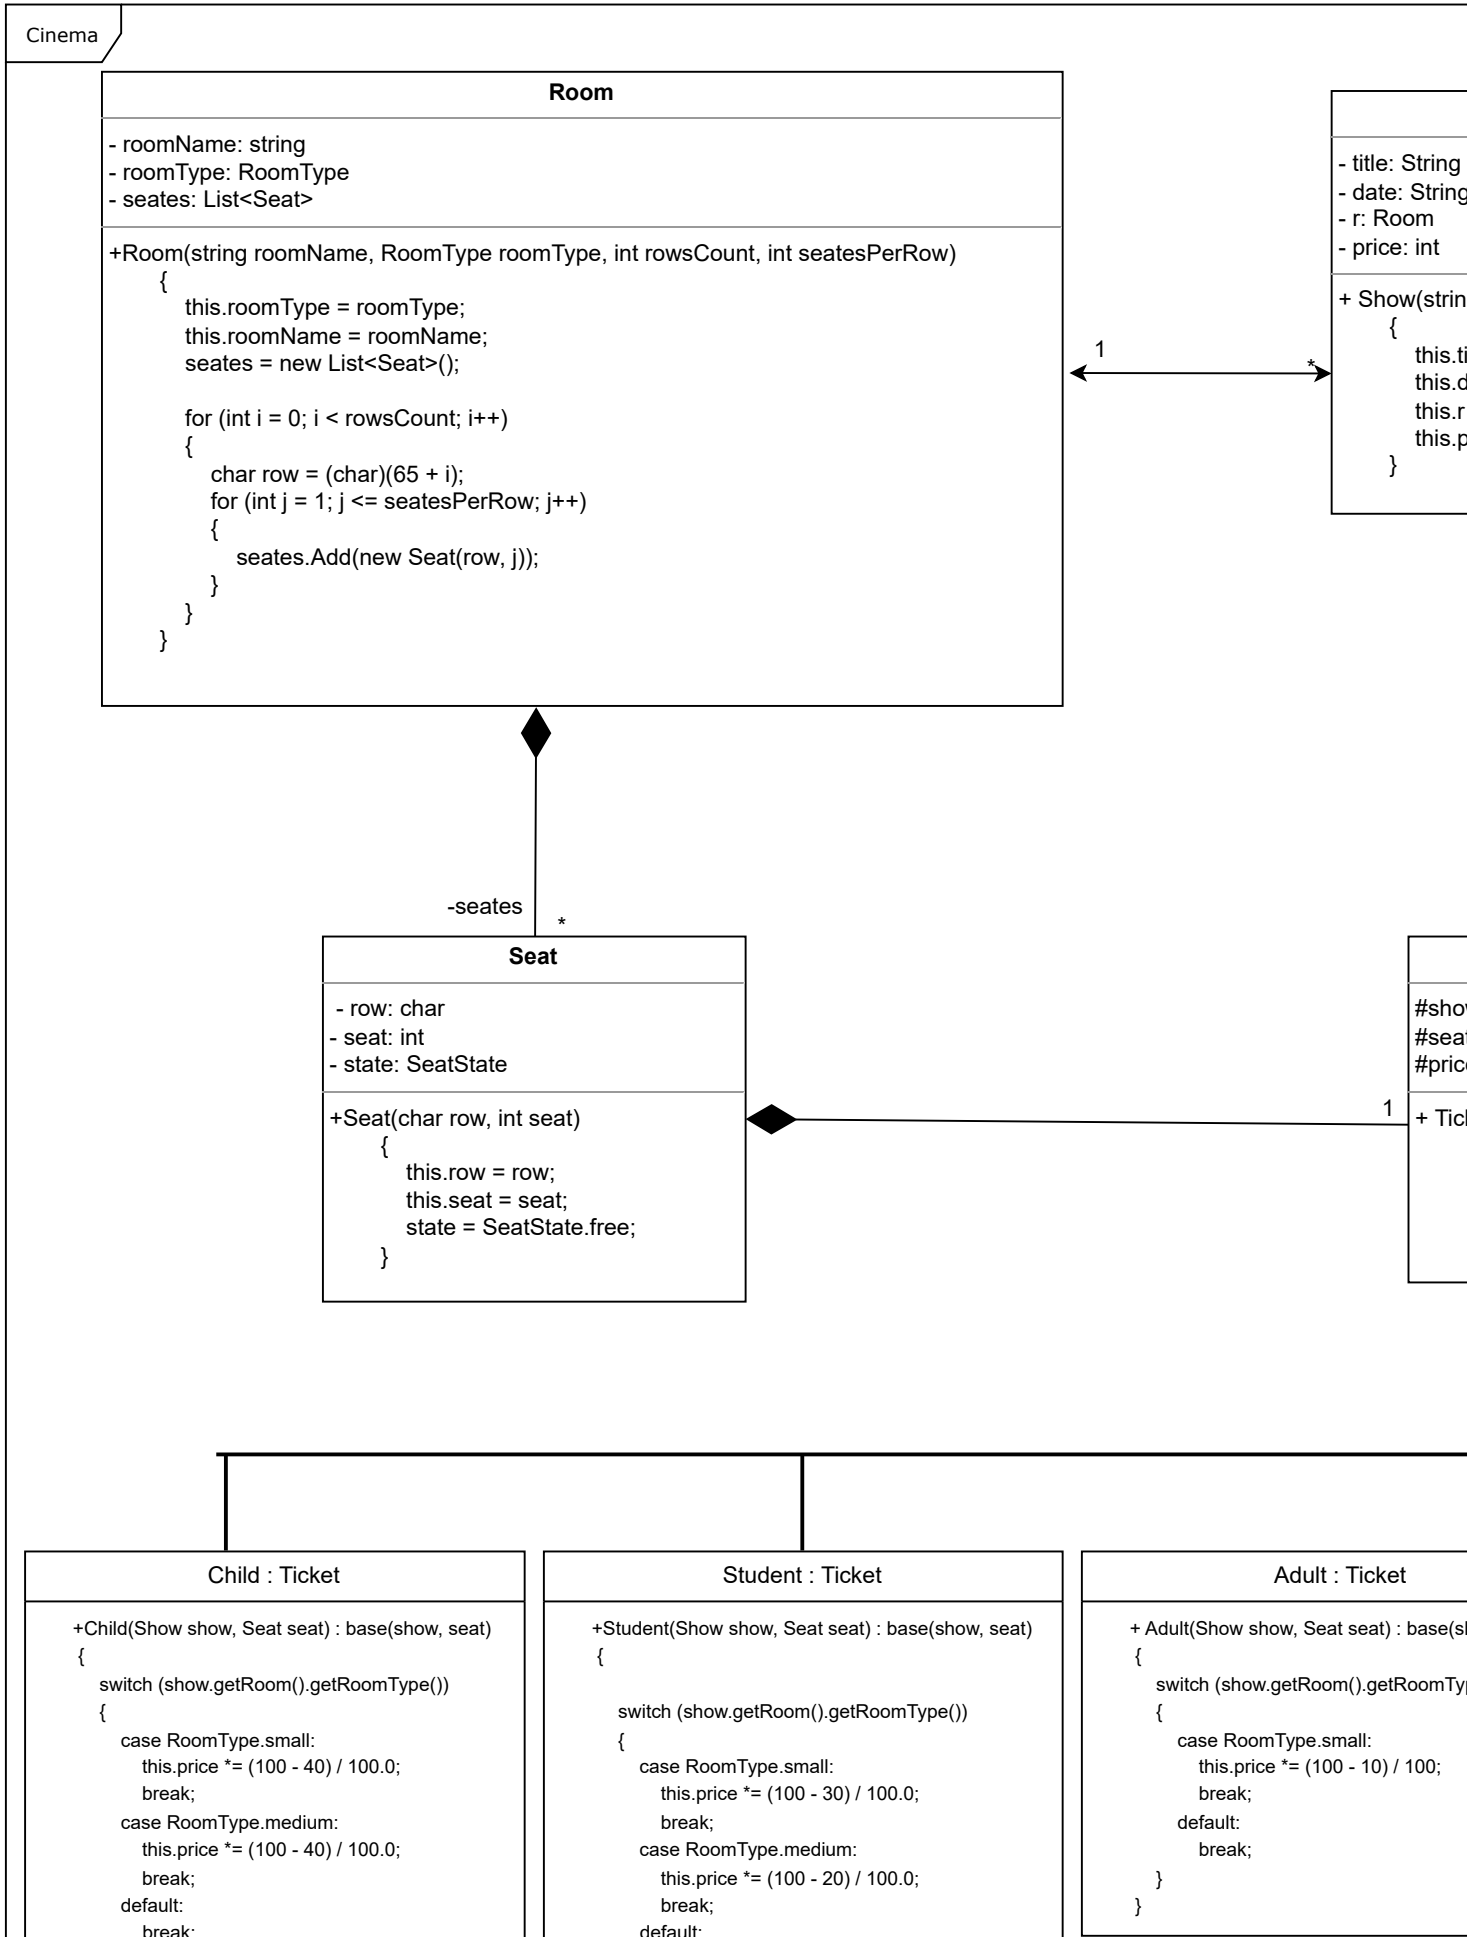 Cinema
Room
- roomName: string
- roomType: RoomType
- seates: List<Seat>
+Room(string roomName, RoomType roomType, int rowsCount, int seatesPerRow)
{
this.roomType = roomType;
this.roomName = roomName;
seates = new List<Seat>();
for (int i = 0; i < rowsCount; i++)
{
char row = (char)(65 + i);
for (int j = 1; j <= seatesPerRow; j++)
{
seates.Add(new Seat(row, j));
}
}
}
1
*
- title: String
- date: String
- r: Room
- price: int
+ Show(strin
{
this.ti
this.d
this.r
this.p
}
-seates
*
Seat
- row: char
- seat: int
- state: SeatState
+Seat(char row, int seat)
{
this.row = row;
this.seat = seat;
state = SeatState.free;
}
1
#show
#seat
#price
+ Tick
Child : Ticket
+Child(Show show, Seat seat) : base(show, seat)
{
switch (show.getRoom().getRoomType())
{
case RoomType.small:
this.price *= (100 - 40) / 100.0;
break;
case RoomType.medium:
this.price *= (100 - 40) / 100.0;
break;
default:
break;
Student : Ticket
+Student(Show show, Seat seat) : base(show, seat)
{
switch (show.getRoom().getRoomType())
{
case RoomType.small:
this.price *= (100 - 30) / 100.0;
break;
case RoomType.medium:
this.price *= (100 - 20) / 100.0;
break;
default:
Adult : Ticket
+ Adult(Show show, Seat seat) : base(sh
{
switch (show.getRoom().getRoomTyp
{
case RoomType.small:
this.price *= (100 - 10) / 100;
break;
default:
break;
}
}